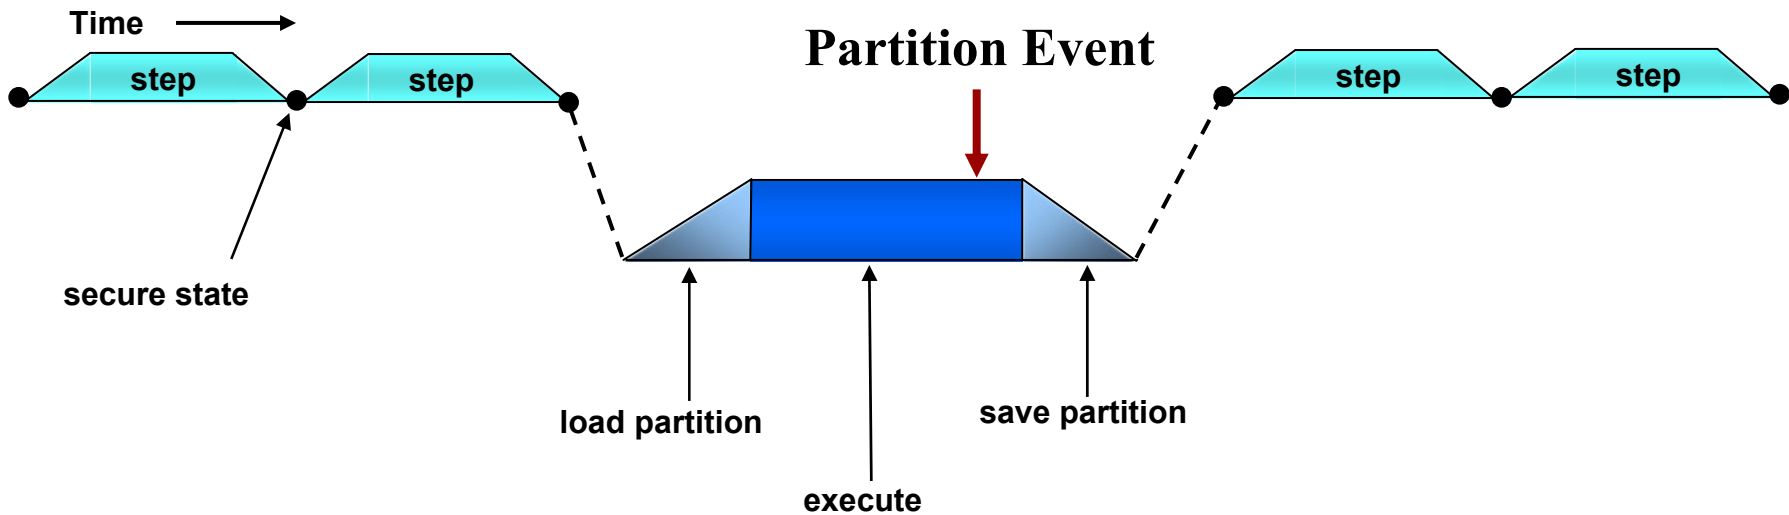 Time
Partition Event
step
step
step
step
secure state
load partition
save partition
execute